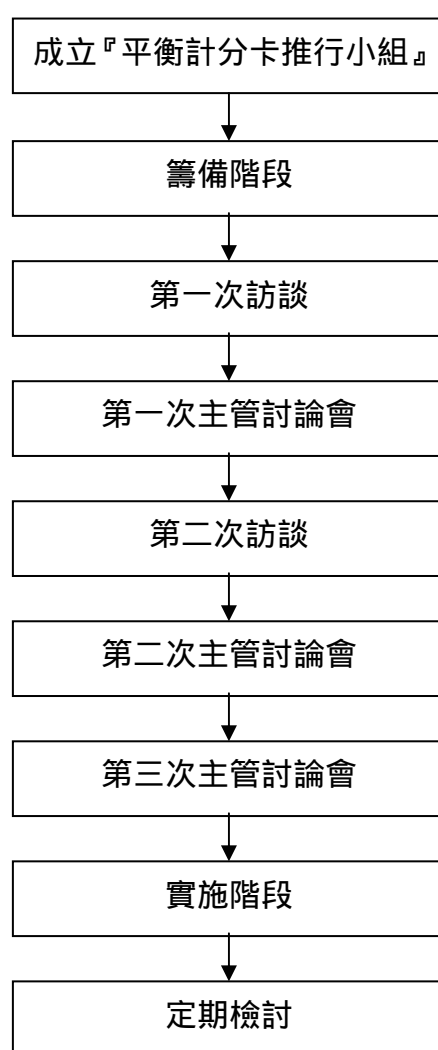 成立『平衡計分卡推行小組』
籌備階段
第一次訪談
第一次主管討論會
第二次訪談
第二次主管討論會
第三次主管討論會
實施階段
定期檢討